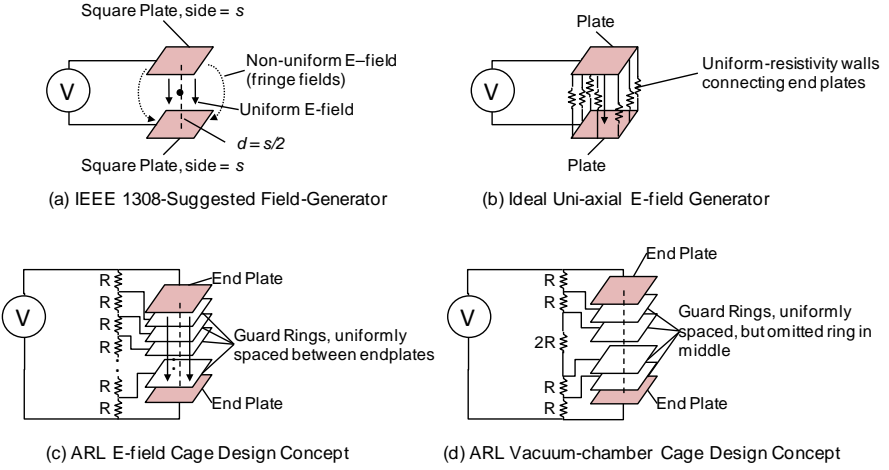 Square Plate, side = s
V
Non-uniform E–field
(fringe fields)
Uniform E-field
d = s/2
Square Plate, side = s
(a) IEEE 1308-Suggested Field-Generator
Plate
V
Uniform-resistivity walls
connecting end plates
Plate
(b) Ideal Uni-axial E-field Generator
V
R
R
R
R
R
R
End Plate
Guard Rings, uniformly
spaced between endplates
End Plate
(c) ARL E-field Cage Design Concept
V
R
R
2R
R
R
End Plate
Guard Rings, uniformly
spaced, but omitted ring in
middle
End Plate
(d) ARL Vacuum-chamber Cage Design Concept